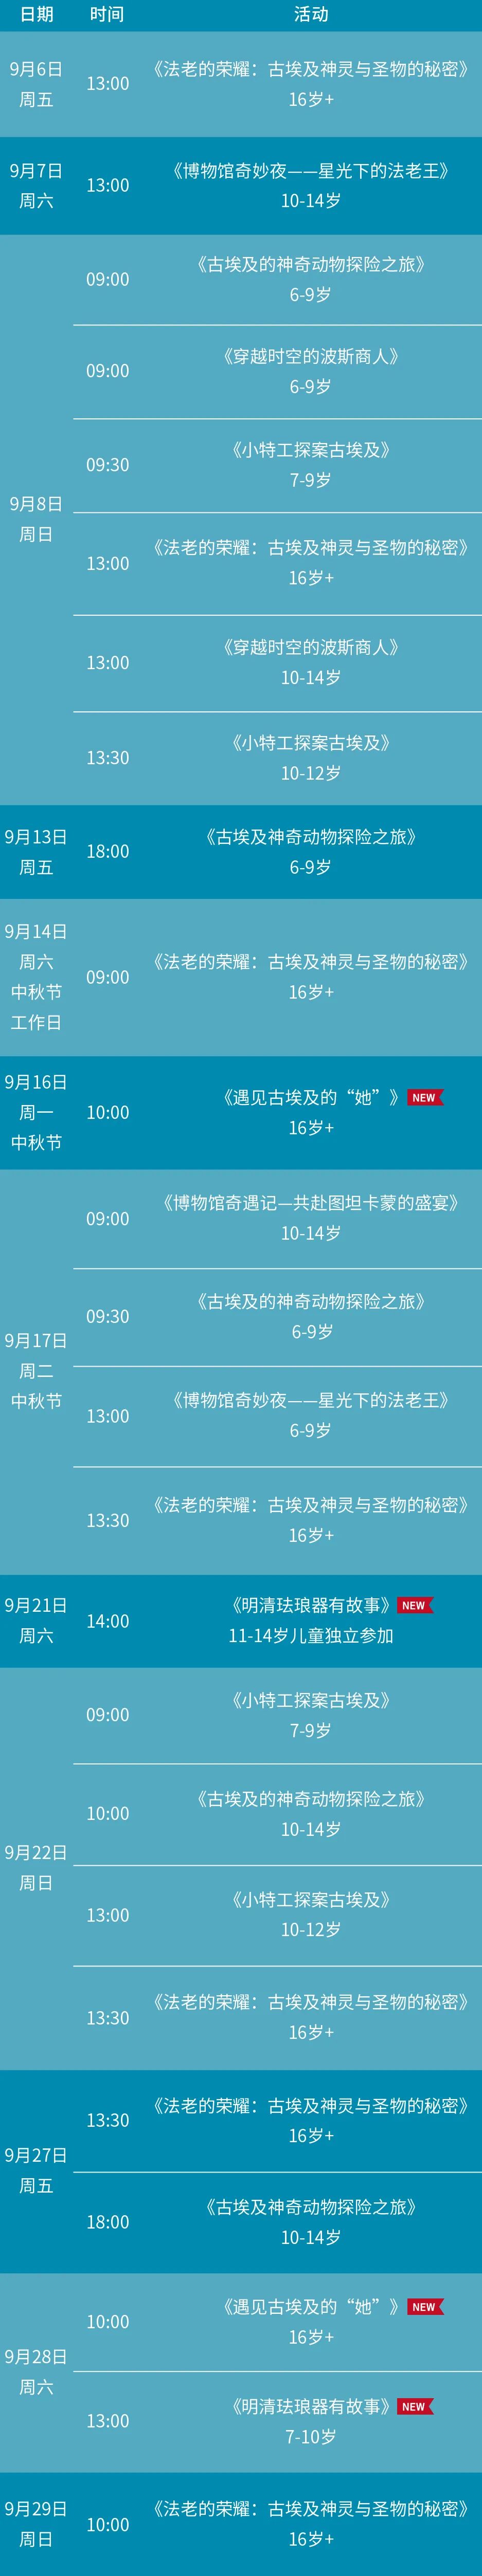 日期 时间 活动
9月6日
周五
13:00
《法老的荣耀：古埃及神灵与圣物的秘密》
16岁+
9月7日
周六
13:00
《博物馆奇妙夜——星光下的法老王》
10-14岁
9月8日
周日
09:00
《古埃及的神奇动物探险之旅》
6-9岁
09:00
《穿越时空的波斯商人》
6-9岁
09:30
《小特工探案古埃及》
7-9岁
13:00
《法老的荣耀：古埃及神灵与圣物的秘密》
16岁+
13:00
《穿越时空的波斯商人》
10-14岁
13:30
《小特工探案古埃及》
10-12岁
9月13日
周五
18:00
《古埃及神奇动物探险之旅》
6-9岁
9月14日
周六
中秋节
工作日
09:00
《法老的荣耀：古埃及神灵与圣物的秘密》
16岁+
9月16日
周一
中秋节
10:00
《遇见古埃及的“她”》 NEW
16岁+
9月17日
周二
中秋节
09:00
《博物馆奇遇记—共赴图坦卡蒙的盛宴》
10-14岁
09:30
《古埃及的神奇动物探险之旅》
6-9岁
13:00
《博物馆奇妙夜——星光下的法老王》
6-9岁
13:30
《法老的荣耀：古埃及神灵与圣物的秘密》
16岁+
9月21日
周六
14:00
《明清珐琅器有故事》 NEW
11-14岁儿童独立参加
9月22日
周日
09:00
《小特工探案古埃及》
7-9岁
10:00
《古埃及的神奇动物探险之旅》
10-14岁
13:00
《小特工探案古埃及》
10-12岁
13:30
《法老的荣耀：古埃及神灵与圣物的秘密》
16岁+
9月27日
周五
13:30
《法老的荣耀：古埃及神灵与圣物的秘密》
16岁+
18:00
《古埃及神奇动物探险之旅》
10-14岁
9月28日
周六
10:00
《遇见古埃及的“她”》 NEW
16岁+
13:00
《明清珐琅器有故事》 NEW
7-10岁
9月29日
周日
10:00
《法老的荣耀：古埃及神灵与圣物的秘密》
16岁+